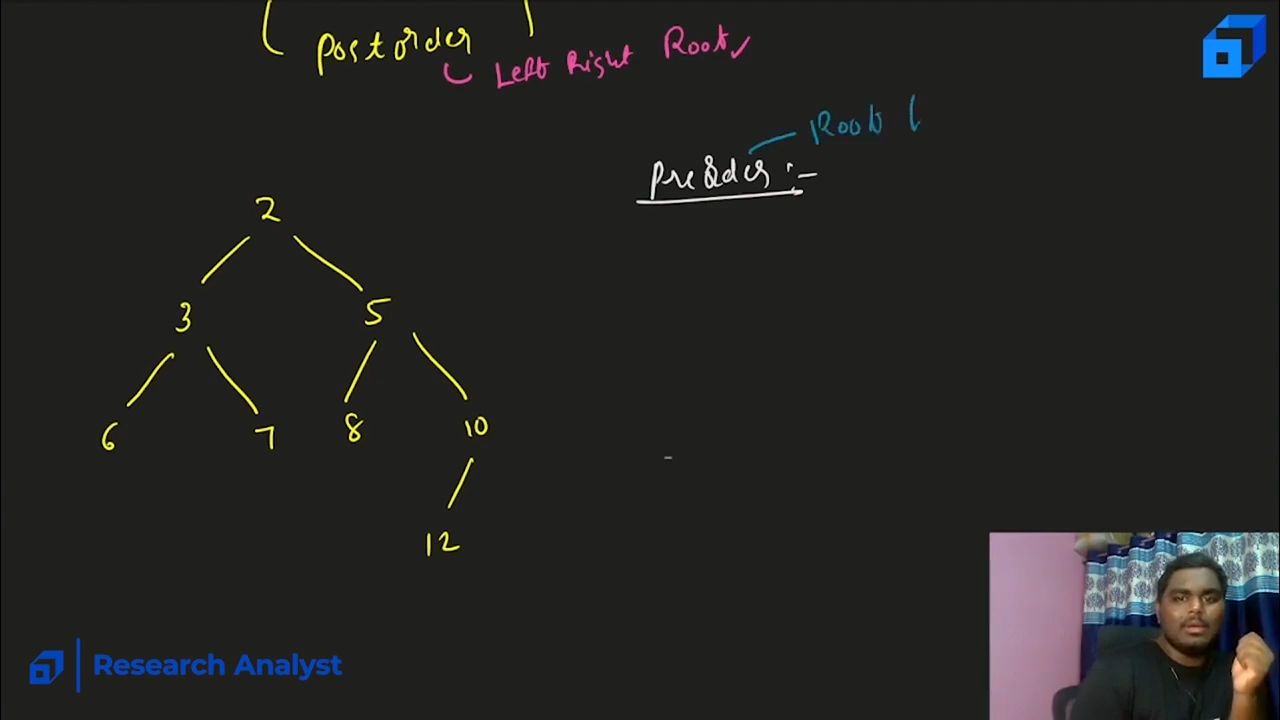 Postorder
Left Right Root
Root
Preorder :-
2
3 5
6 7 8 10
12
Research Analyst